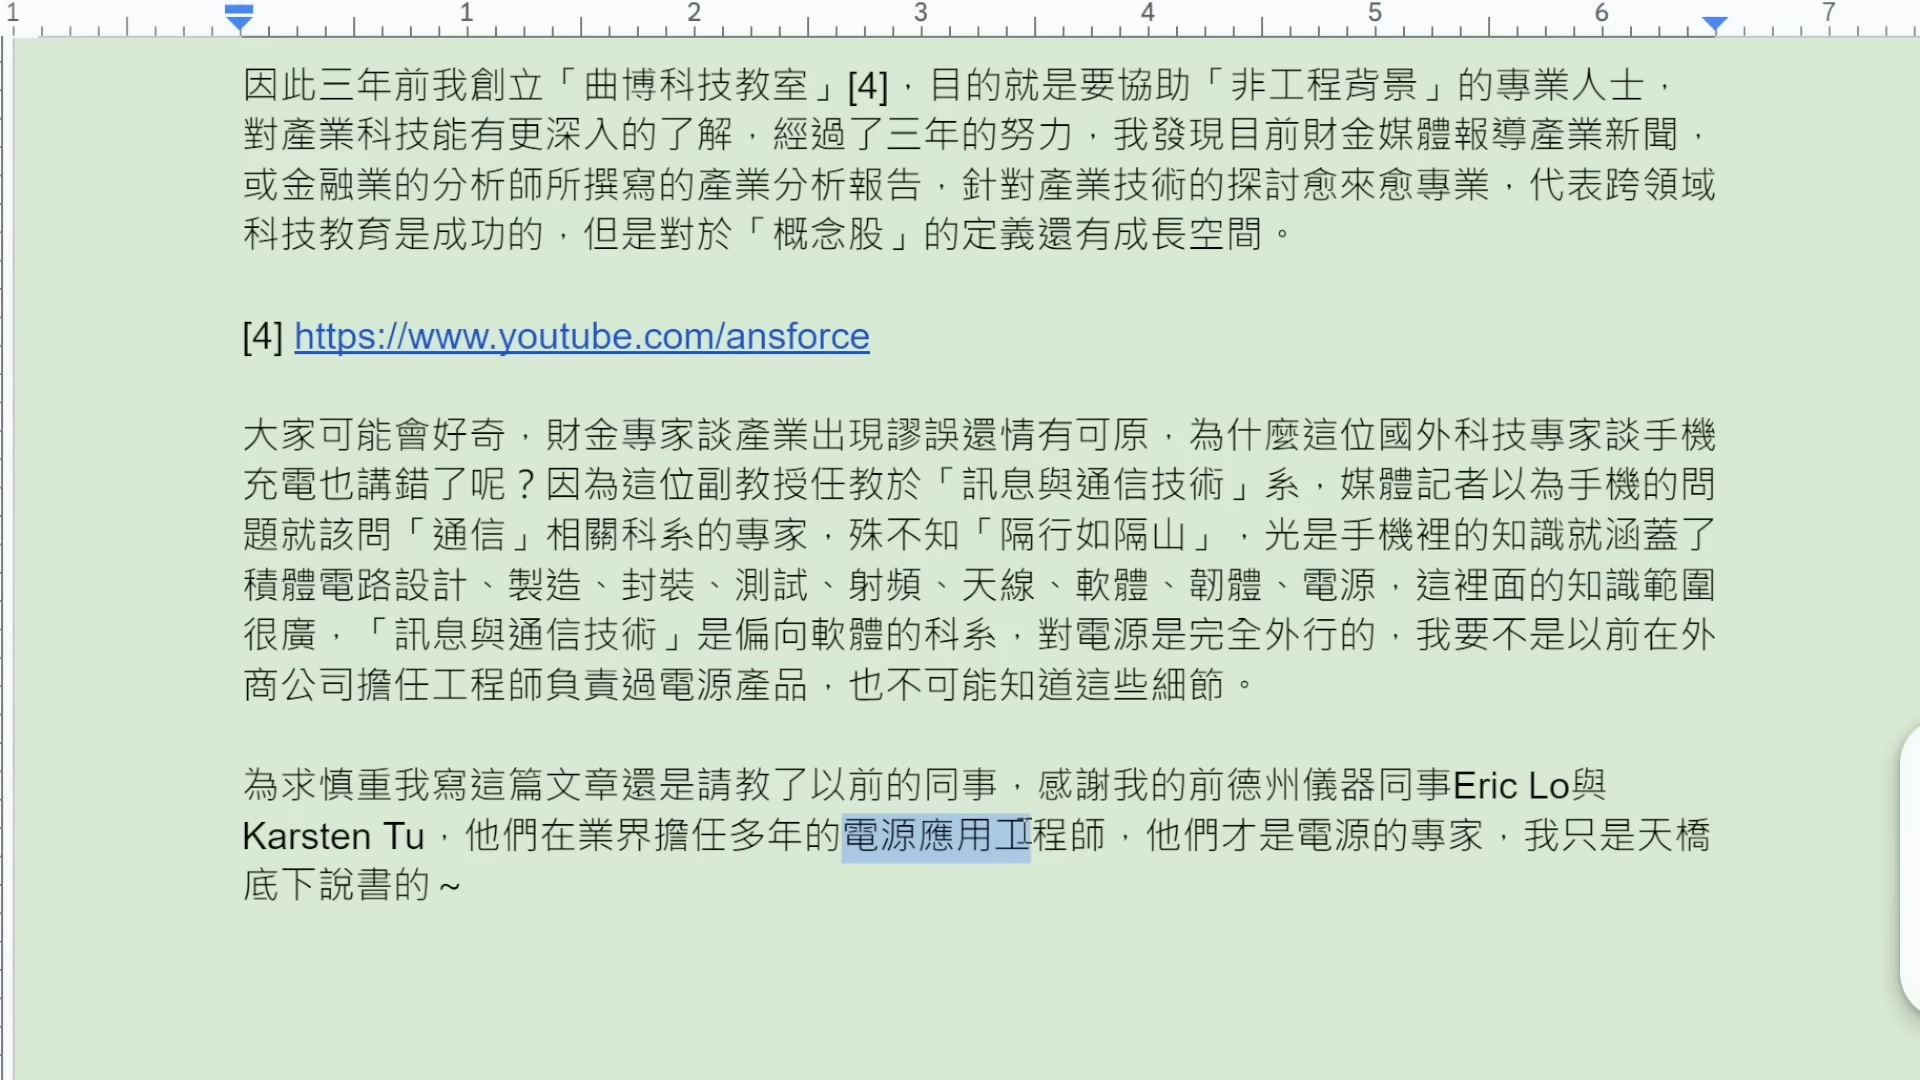 1 1 2 3 4 5 6 7
因此三年前我創立「曲博科技教室」[4]，目的就是要協助「非工程背景」的專業人士，
對產業科技能有更深入的了解，經過了三年的努力，我發現目前財金媒體報導產業新聞，
或金融業的分析師所撰寫的產業分析報告，針對產業技術的探討愈來愈專業，代表跨領域
科技教育是成功的，但是對於「概念股」的定義還有成長空間。
[4] https://www.youtube.com/ansforce
大家可能會好奇，財金專家談產業出現謬誤還情有可原，為什麼這位國外科技專家談手機
充電也講錯了呢？因為這位副教授任教於「訊息與通信技術」系，媒體記者以為手機的問
題就該問「通信」相關科系的專家，殊不知「隔行如隔山」，光是手機裡的知識就涵蓋了
積體電路設計、製造、封裝、測試、射頻、天線、軟體、韌體、電源，這裡面的知識範圍
很廣，「訊息與通信技術」是偏向軟體的科系，對電源是完全外行的，我要不是以前在外
商公司擔任工程師負責過電源產品，也不可能知道這些細節。
為求慎重我寫這篇文章還是請教了以前的同事，感謝我的前德州儀器同事Eric Lo與
Karsten Tu，他們在業界擔任多年的電源應用工程師，他們才是電源的專家，我只是天橋
底下說書的～